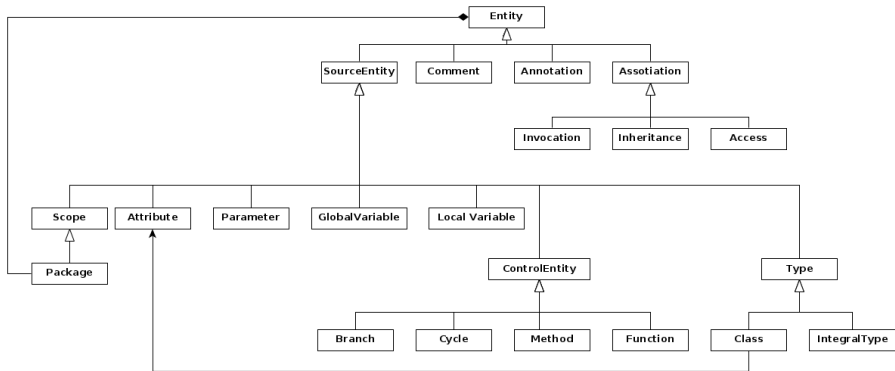 Entity
SourceEntity
Comment
Annotation
Assotiation
Invocation
Inheritance
Access
Scope
Attribute
Parameter
GlobalVariable
Local Variable
Package
ControlEntity
Type
Branch
Cycle
Method
Function
Class
IntegralType